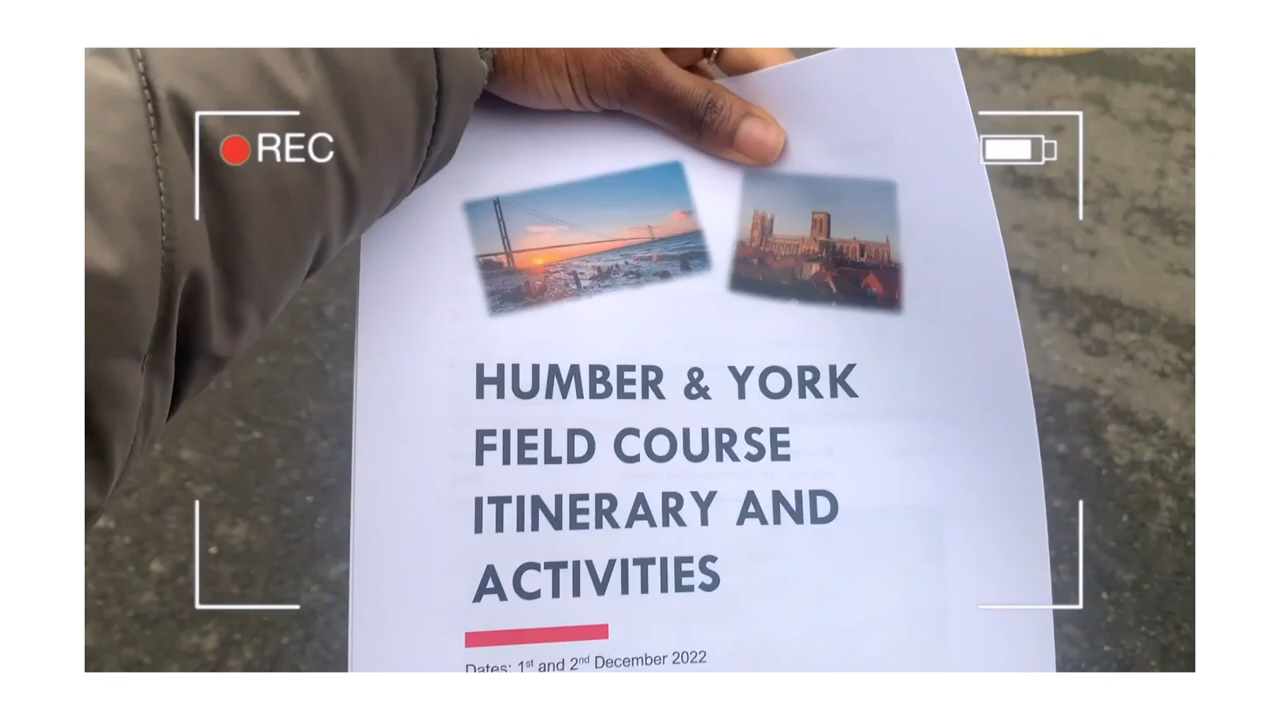 REC
HUMBER & YORK
FIELD COURSE
ITINERARY AND
ACTIVITIES
Dates: 1st and 2nd December 2022